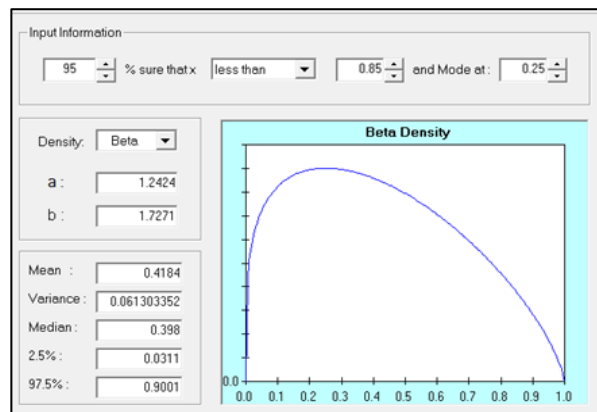 Input Information
95 % sure that x less than 0.85 and Mode at : 0.25
Density: Beta
a : 1.2424
b : 1.7271
Mean : 0.4184
Variance : 0.061303352
Median : 0.398
2.5% : 0.0311
97.5% : 0.9001
Beta Density
0.0
0.0 0.1 0.2 0.3 0.4 0.5 0.6 0.7 0.8 0.9 1.0